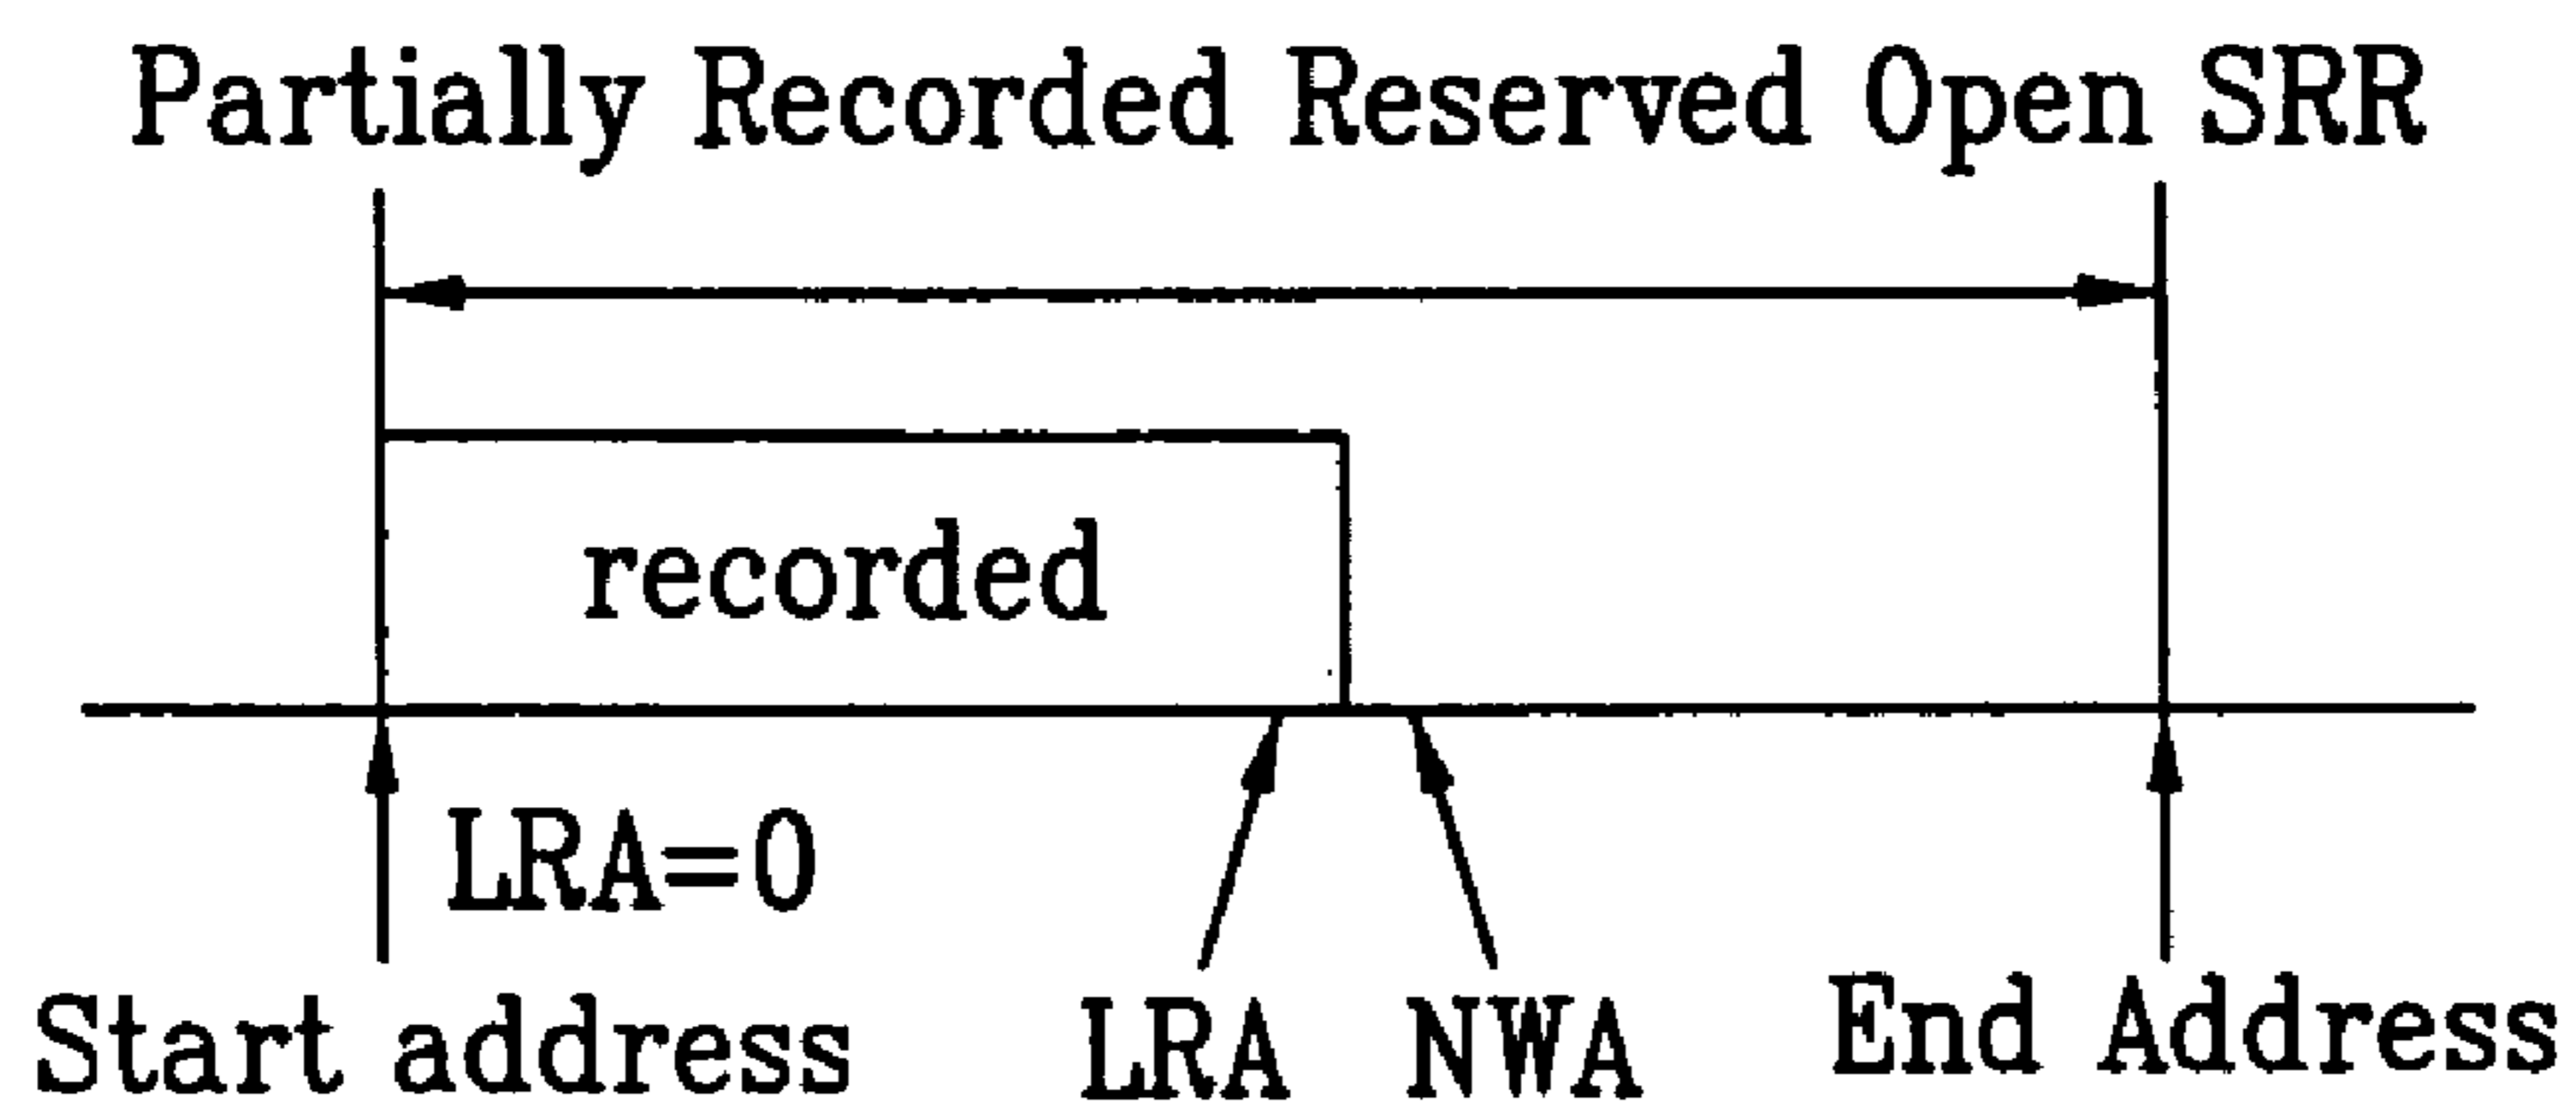 Partially Recorded Reserved Open SRR
recorded
LRA=0
Start address LRA NWA End Address